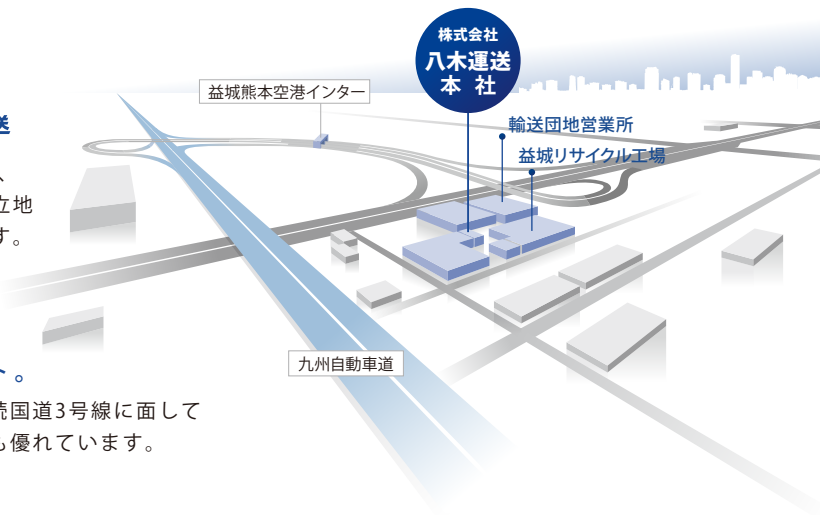 株式会社
八木運送
本 社
益城熊本空港インター
輸送団地営業所
益城リサイクル工場
送
、
立地
す。
九州自動車道
ト。
続国道3号線に面して
も優れています。